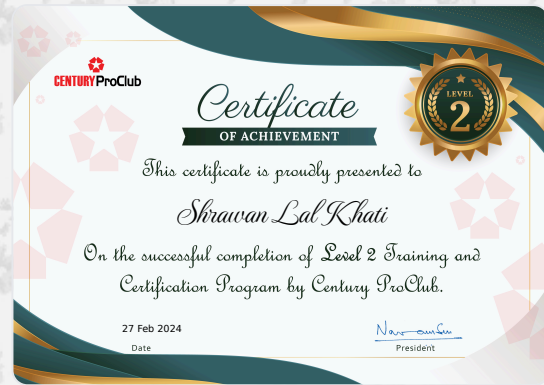 CENTURY ProClub
LEVEL
2
Certificate
OF ACHIEVEMENT
This certificate is proudly presented to
Shrawan Lal Khati
On the successful completion of Level 2 Training and
Certification Program by Century ProClub.
27 Feb 2024
Date
President